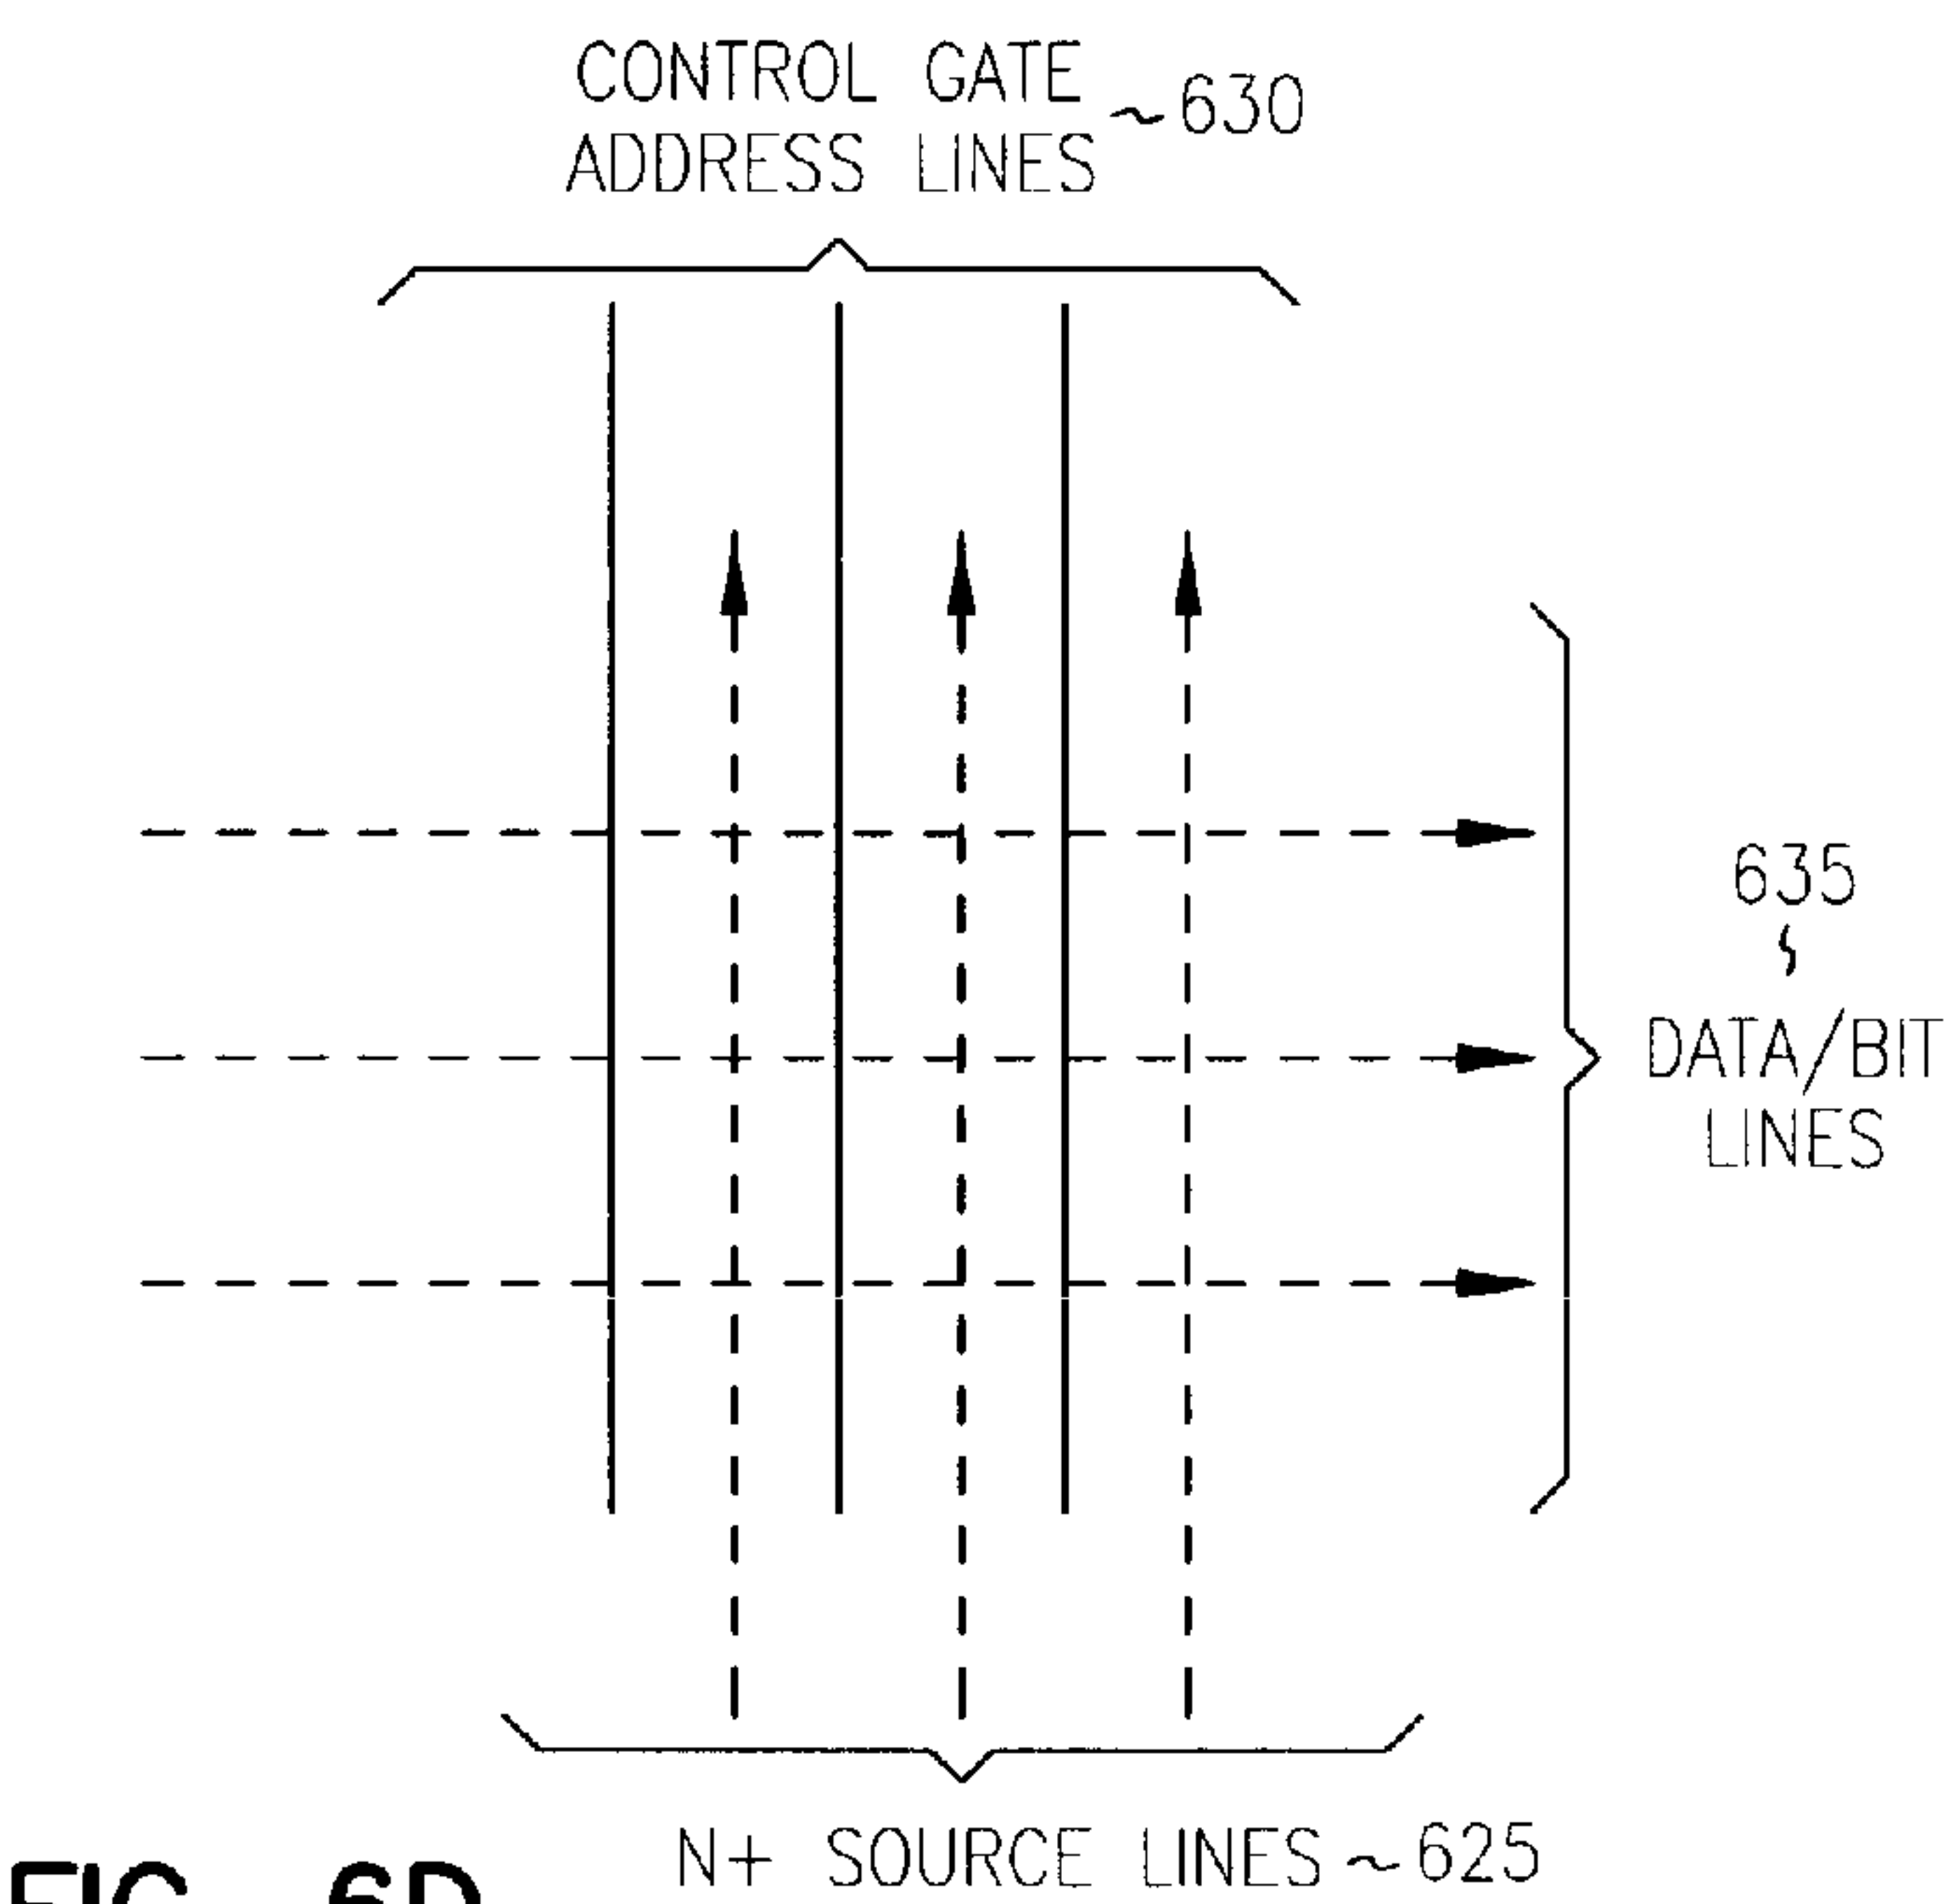 CONTROL GATE
ADDRESS LINES ~630
635
DATA/BIT
LINES
N+ SOURCE LINES ~625